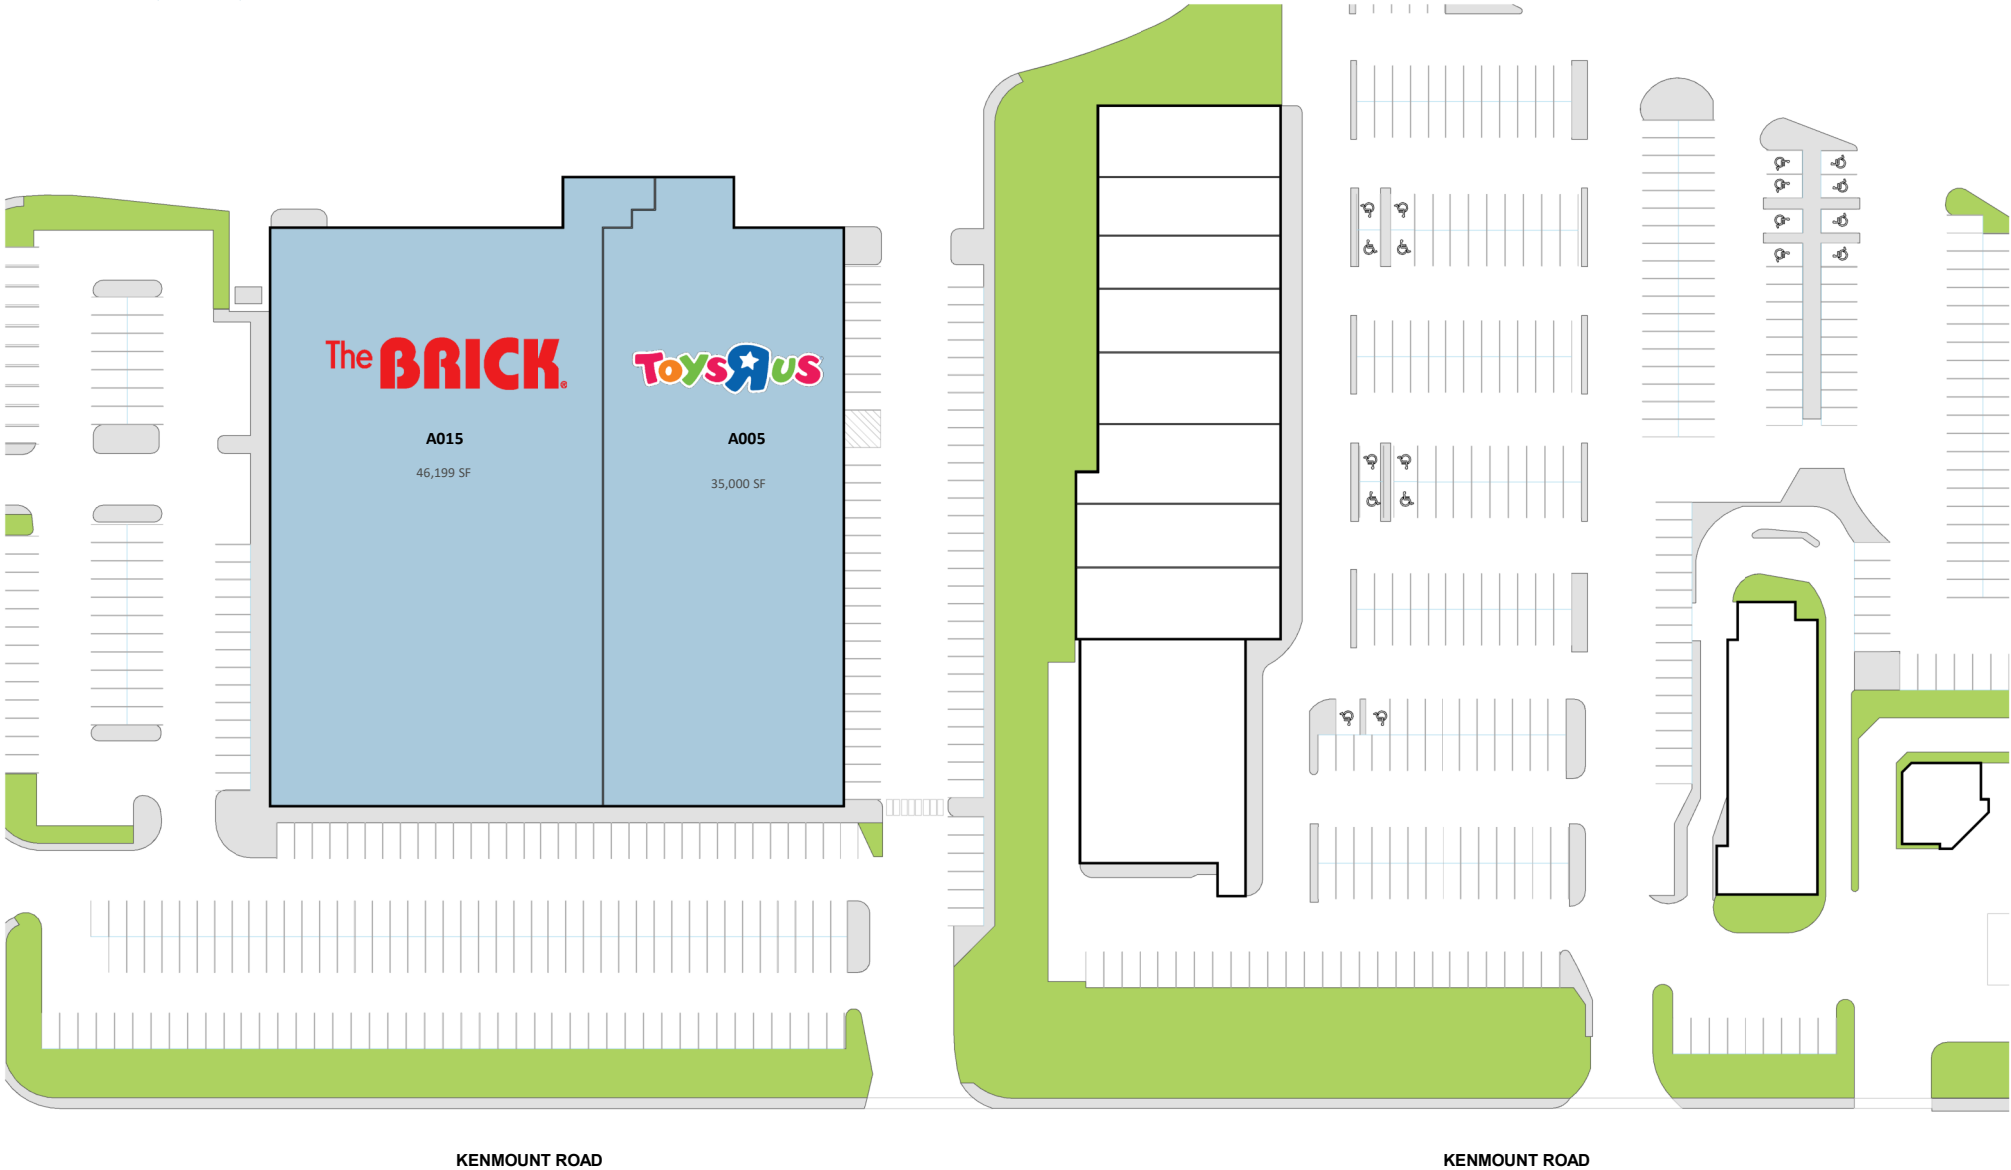 The BRICK®
ToysRus
A015
A005
46,199 SF
35,000 SF
KENMOUNT ROAD
KENMOUNT ROAD